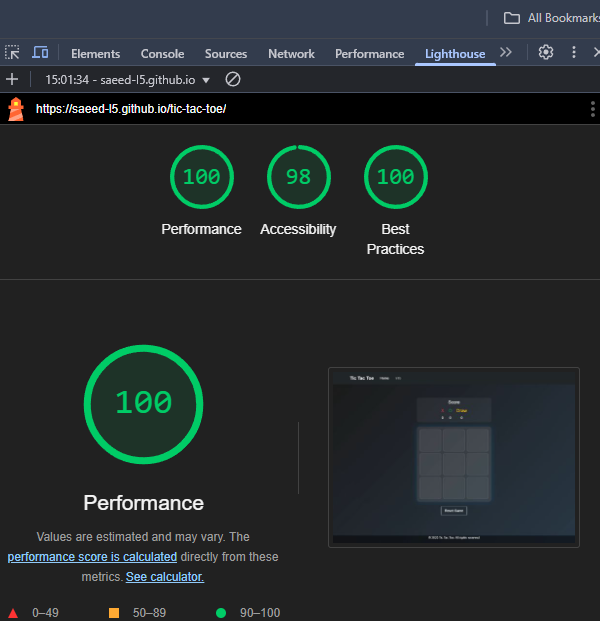 All Bookmarks
Elements Console Sources Network Performance Lighthouse
15:01:34 - saeed-l5.github.io
https://saeed-l5.github.io/tic-tac-toe/
100 98 100
Performance Accessibility Best Practices
100
Tic Tac Toe Home
Score
Performance
Values are estimated and may vary. The
performance score is calculated directly from these
metrics. See calculator.
0–49 50–89 90–100